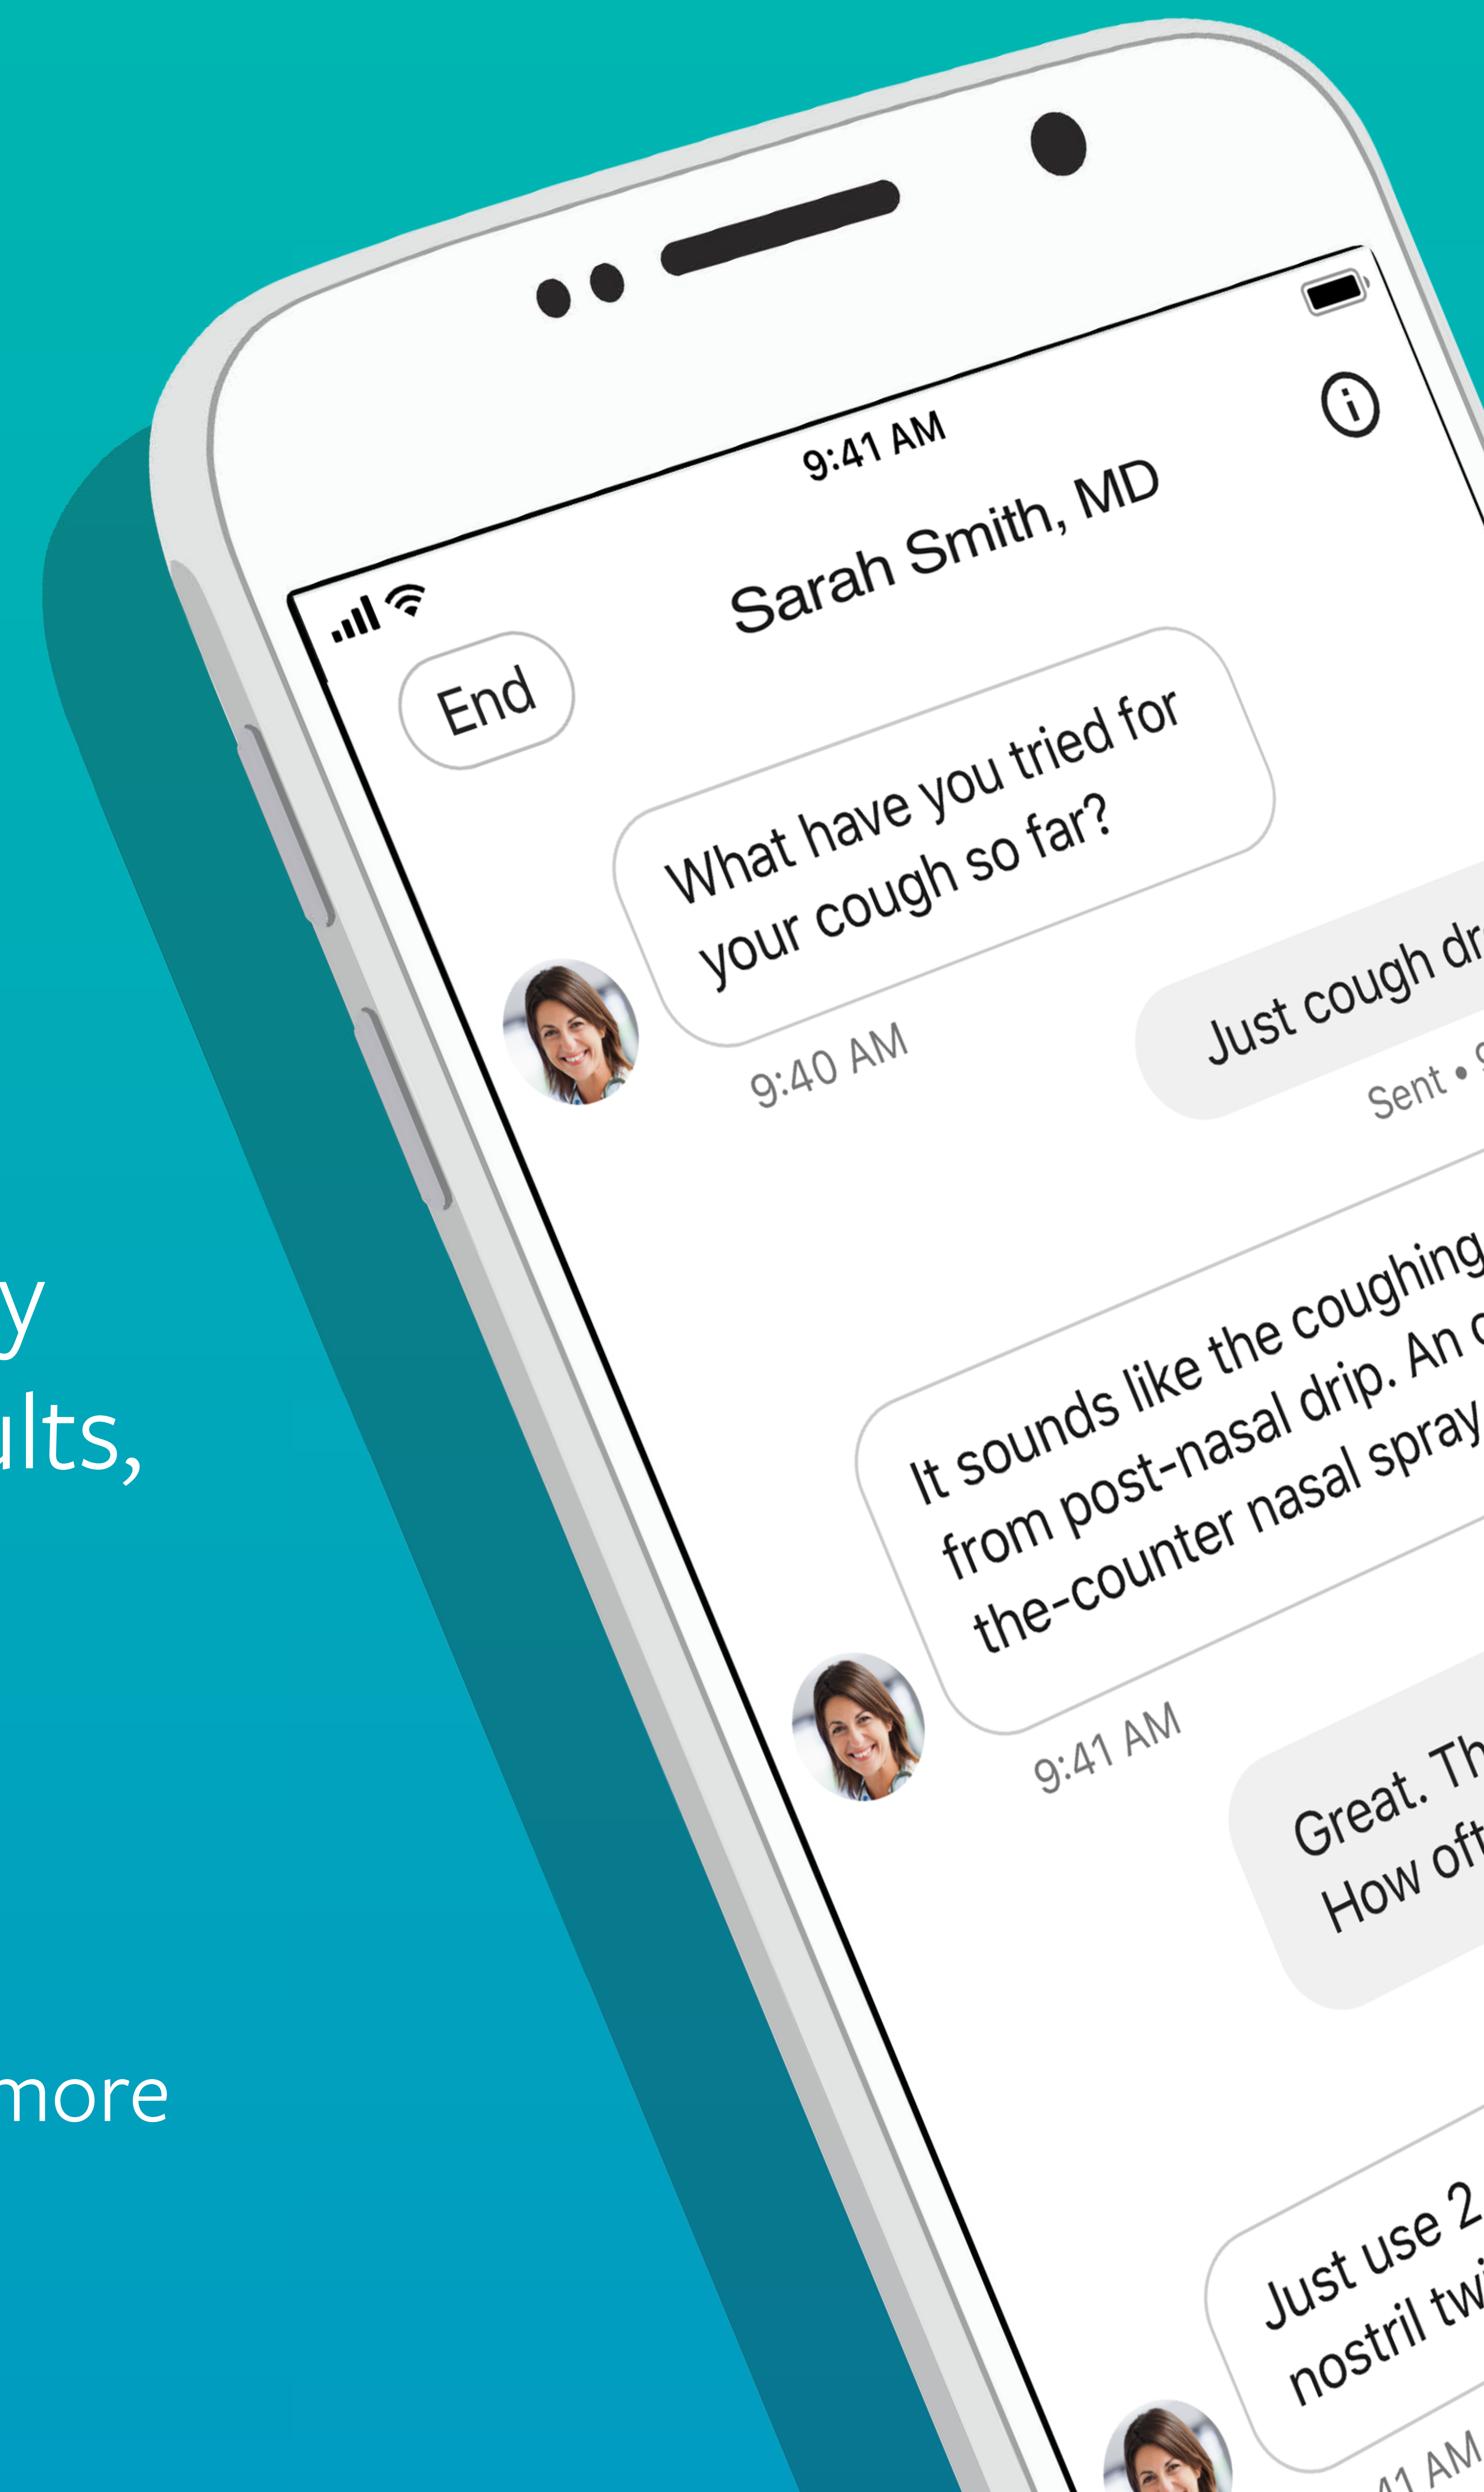 9:41 AM
Sarah Smith, MD
End
What have you tried for
your cough so far?
9:40 AM
Just cough
Sent •
It sounds like the coughing
from post-nasal drip. An
the-counter nasal spray
9:41 AM
Great.
How
Just use 2
nostril
AM
more